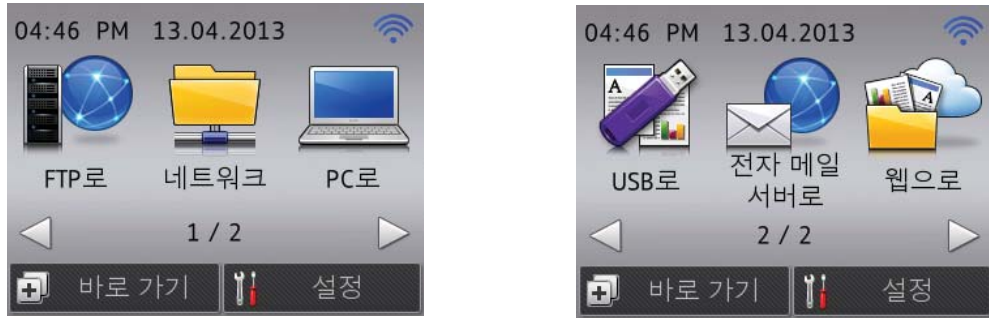 04:46 PM 13.04.2013
FTP로 네트워크 PC로
1 / 2
바로 가기 설정
04:46 PM 13.04.2013
USB로 전자 메일 서버로 웹으로
2 / 2
바로 가기 설정